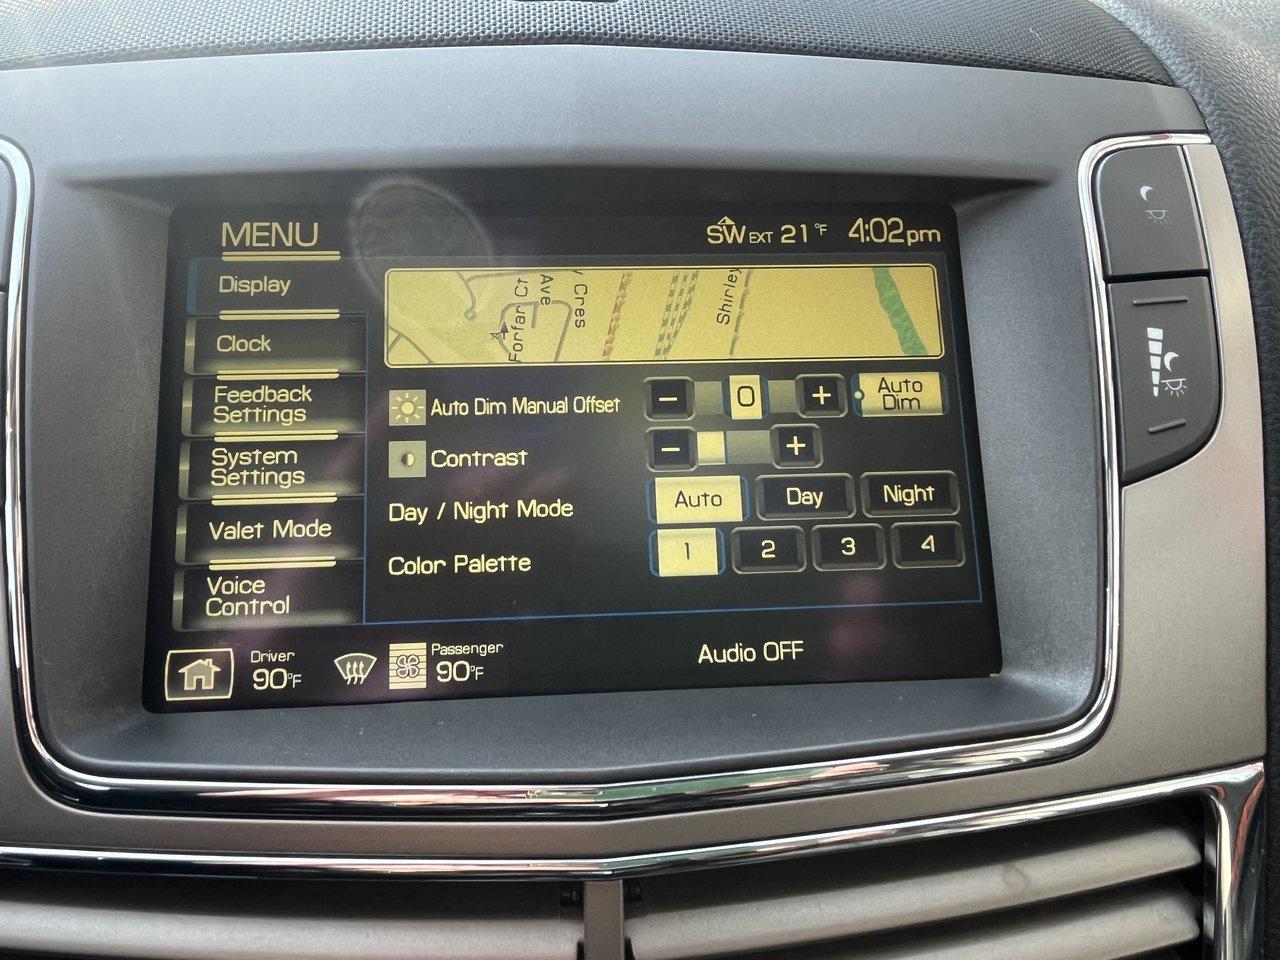 MENU
SW EXT 21°F 4:02pm
Display
Clock
Feedback
Settings
System
Settings
Valet Mode
Voice
Control
Forfar Ct
Ave
/ Cres
Shirley
Auto Dim Manual Offset
- 0 +
Auto
Dim
Contrast
- +
Day / Night Mode
Auto Day Night
Color Palette
1 2 3 4
Driver
90°F
Passenger
90°F
Audio OFF